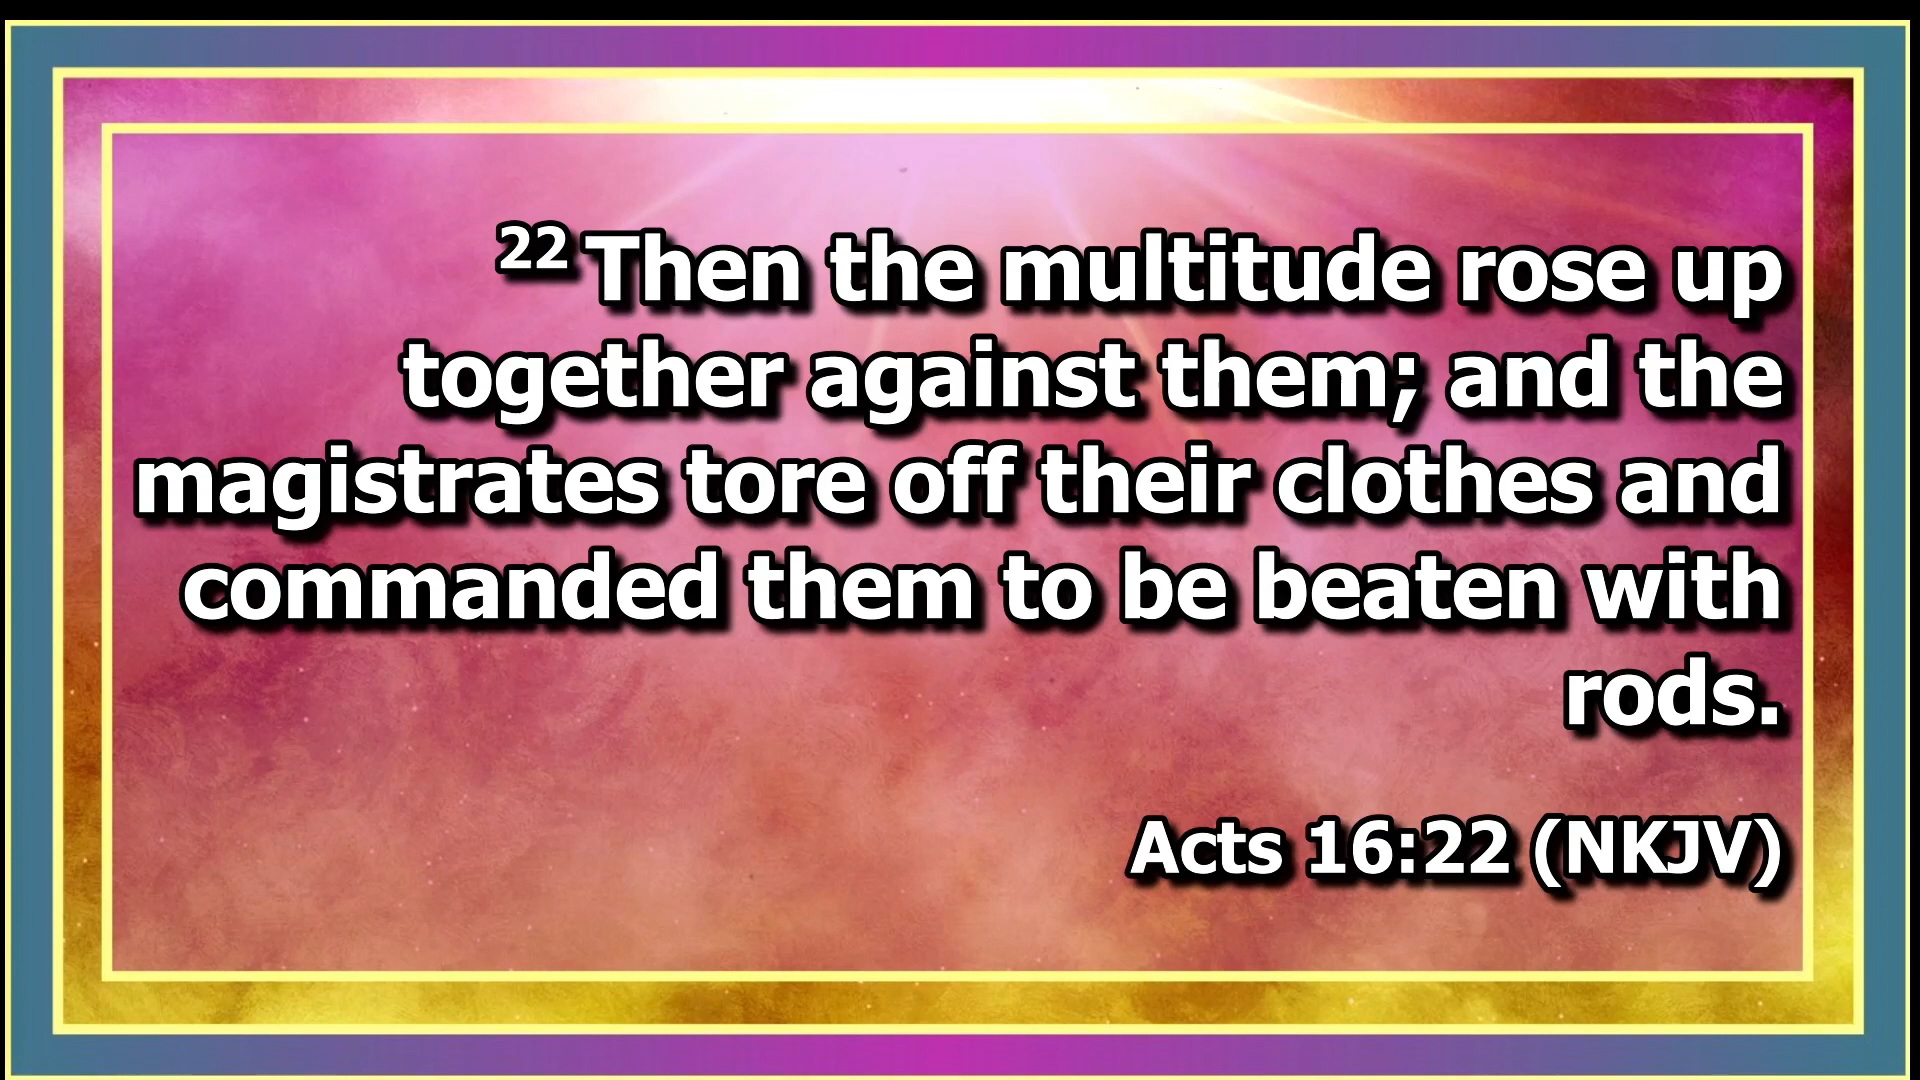 22 Then the multitude rose up
together against them; and the
magistrates tore off their clothes and
commanded them to be beaten with
rods.
Acts 16:22 (NKJV)